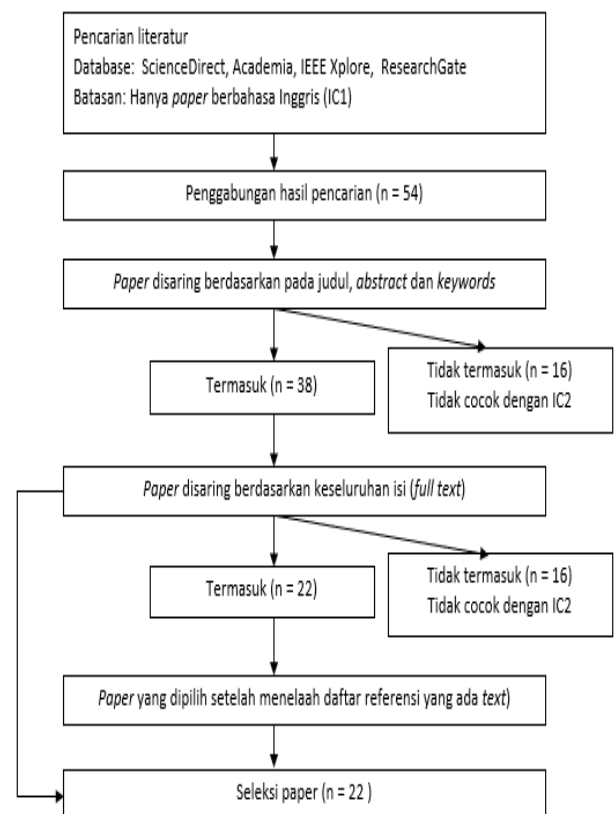 Pencarian literatur
Database: ScienceDirect, Academia, IEEE Xplore, ResearchGate
Batasan: Hanya paper berbahasa Inggris (IC1)
Penggabungan hasil pencarian (n = 54)
Paper disaring berdasarkan pada judul, abstract dan keywords
Termasuk (n = 38)
Tidak termasuk (n = 16)
Tidak cocok dengan IC2
Paper disaring berdasarkan keseluruhan isi (full text)
Termasuk (n = 22)
Tidak termasuk (n = 16)
Tidak cocok dengan IC2
Paper yang dipilih setelah menelaah daftar referensi yang ada text)
Seleksi paper (n = 22 )